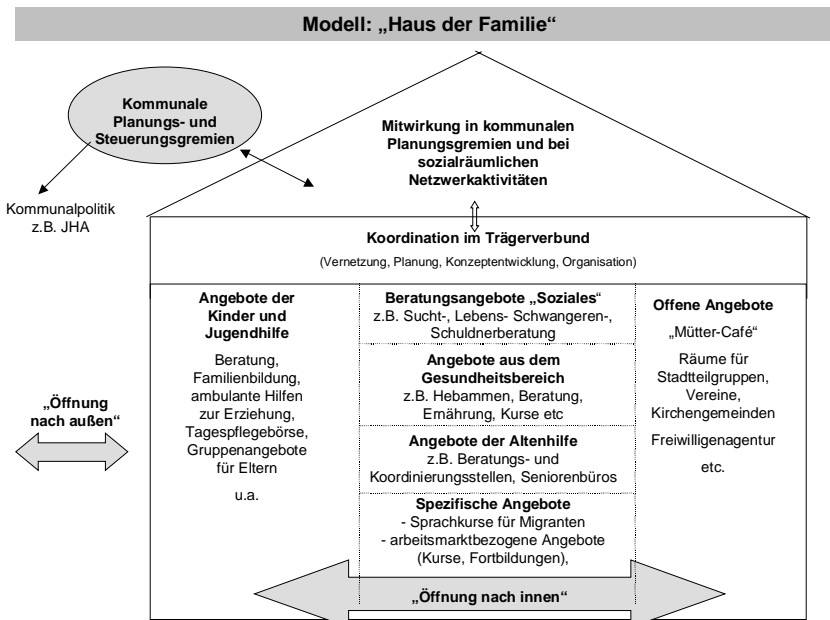 Modell: „Haus der Familie“
Kommunale
Planungs- und
Steuerungsgremien
Mitwirkung in kommunalen
Planungsgremien und bei
sozialräumlichen
Netzwerkaktivitäten
Kommunalpolitik
z.B. JHA
Koordination im Trägerverbund
(Vernetzung, Planung, Konzeptentwicklung, Organisation)
Angebote der
Kinder und
Jugendhilfe
Beratung,
Familienbildung,
ambulante Hilfen
zur Erziehung,
Tagespflegebörse,
Gruppenangebote
für Eltern
u.a.
Beratungsangebote „Soziales“
z.B. Sucht-, Lebens- Schwangeren-,
Schuldnerberatung
Angebote aus dem
Gesundheitsbereich
z.B. Hebammen, Beratung,
Ernährung, Kurse etc
Angebote der Altenhilfe
z.B. Beratungs- und
Koordinierungsstellen, Seniorenbüros
Spezifische Angebote
- Sprachkurse für Migranten
- arbeitsmarktbezogene Angebote
(Kurse, Fortbildungen),
Offene Angebote
„Mütter-Café“
Räume für
Stadtteilgruppen,
Vereine,
Kirchengemeinden
Freiwilligenagentur
etc.
„Öffnung
nach außen“
„Öffnung nach innen“